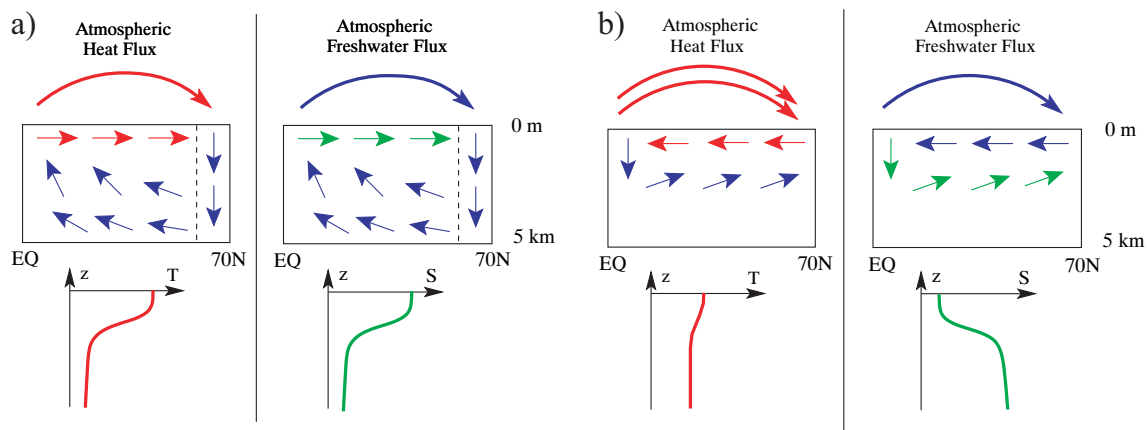 a)
Atmospheric
Heat Flux
Atmospheric
Freshwater Flux
0 m
5 km
EQ
70N
70N
z
T
z
S
b)
Atmospheric
Heat Flux
Atmospheric
Freshwater Flux
0 m
5 km
EQ
70N
EQ
70N
z
T
z
S